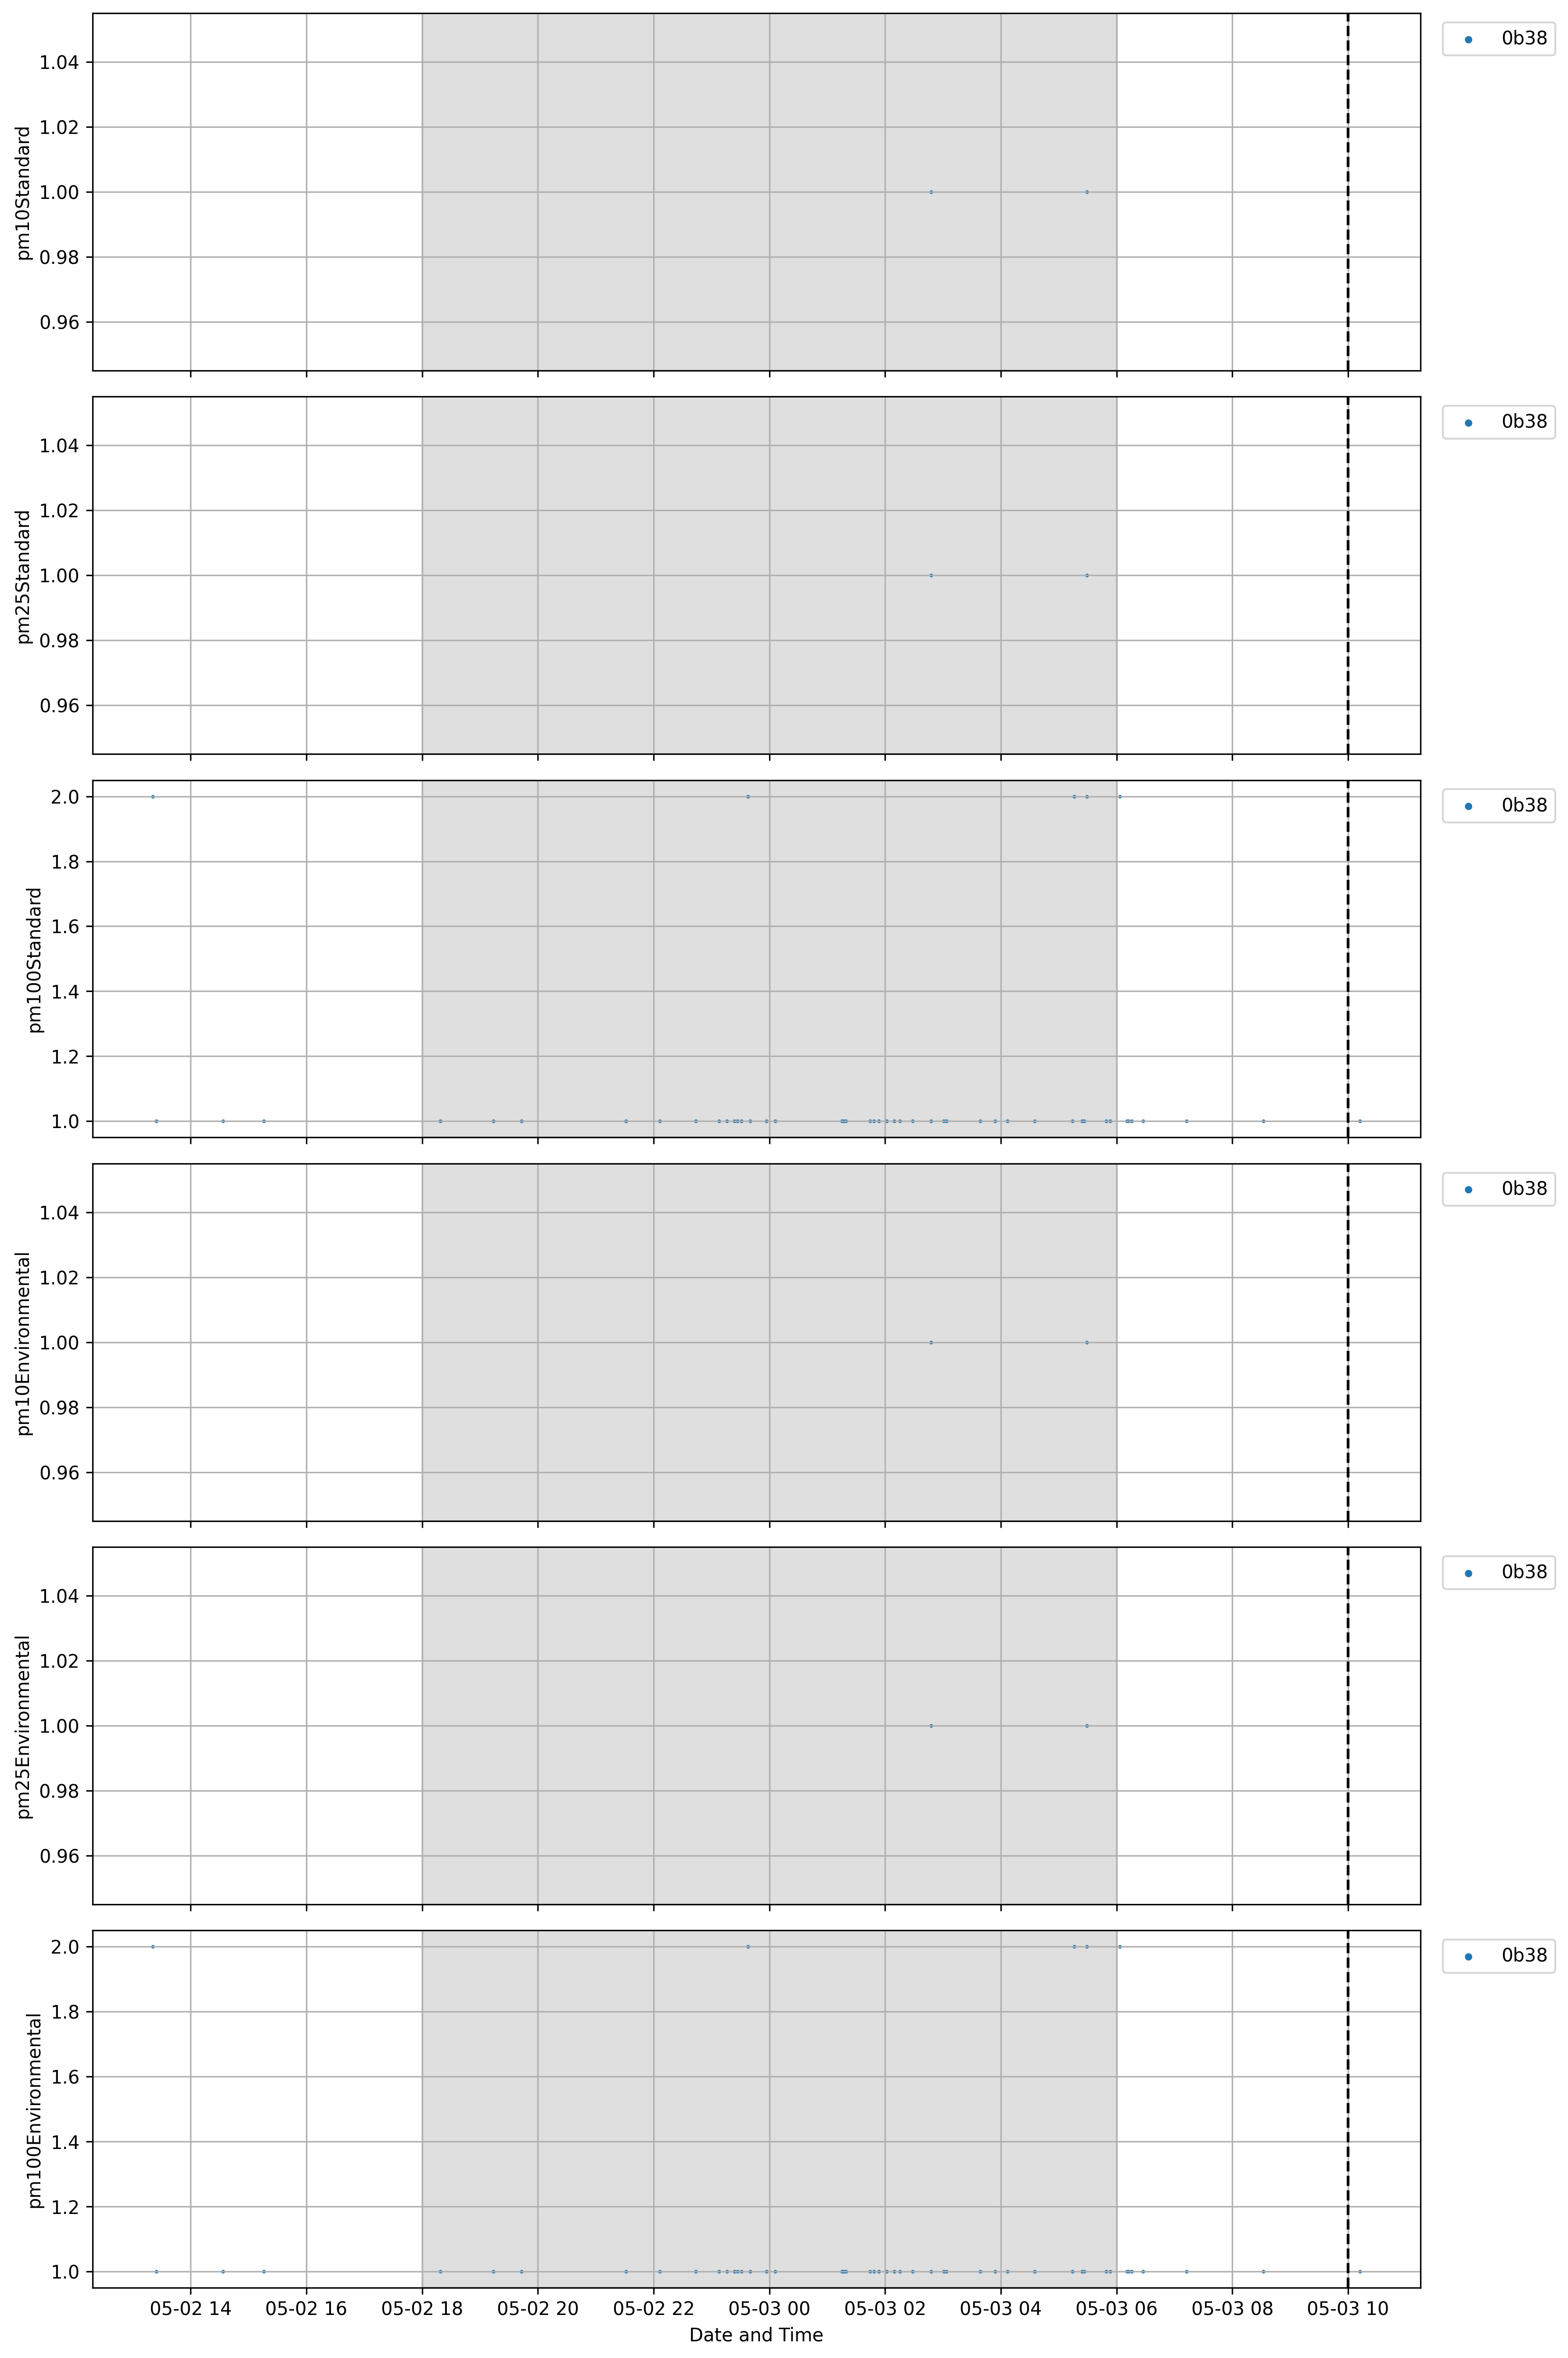 0b38
1.04
1.02
1.00
0.98
0.96
pm10Standard
0b38
1.04
1.02
1.00
0.98
0.96
pm25Standard
0b38
2.0
1.8
1.6
1.4
1.2
1.0
pm100Standard
0b38
1.04
1.02
1.00
0.98
0.96
pm10Environmental
0b38
1.04
1.02
1.00
0.98
0.96
pm25Environmental
0b38
2.0
1.8
1.6
1.4
1.2
1.0
pm100Environmental
05-02 14 05-02 16 05-02 18 05-02 20 05-02 22 05-03 00 05-03 02 05-03 04 05-03 06 05-03 08 05-03 10
Date and Time